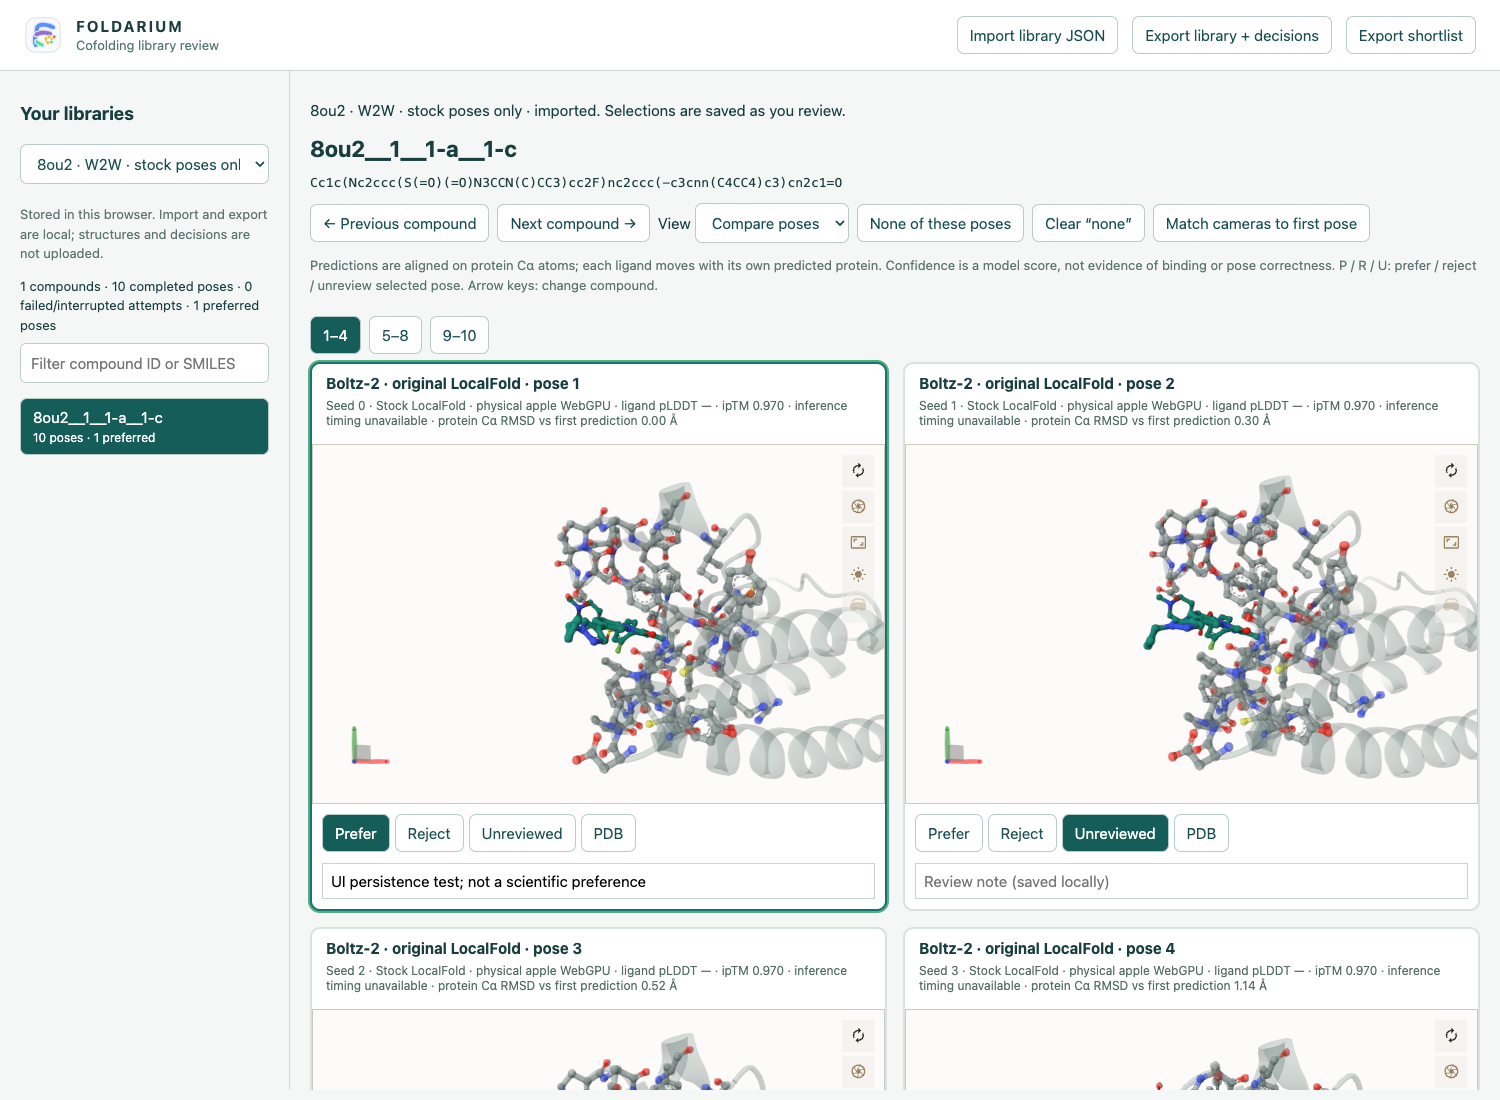 FOLDARIUM
Cofolding library review
Import library JSON
Export library + decisions
Export shortlist
Your libraries
8ou2 · W2W · stock poses onl
Stored in this browser. Import and export
are local; structures and decisions are
not uploaded.
1 compounds · 10 completed poses · 0
failed/interrupted attempts · 1 preferred
poses
Filter compound ID or SMILES
8ou2__1__1-a__1-c
10 poses · 1 preferred
8ou2 · W2W · stock poses only · imported. Selections are saved as you review.
8ou2__1__1-a__1-c
Cc1c(Nc2ccc(S(=O)(=O)N3CCN(C)CC3)cc2F)nc2ccc(-c3cnn(C4CC4)c3)cn2c1=O
← Previous compound
Next compound →
View
Compare poses
None of these poses
Clear “none”
Match cameras to first pose
Predictions are aligned on protein Cα atoms; each ligand moves with its own predicted protein. Confidence is a model score, not evidence of binding or pose correctness. P / R / U: prefer / reject
/ unreview selected pose. Arrow keys: change compound.
1–4
5–8
9–10
Boltz-2 · original LocalFold · pose 1
Seed 0 · Stock LocalFold · physical apple WebGPU · ligand pLDDT — · ipTM 0.970 · inference
timing unavailable · protein Cα RMSD vs first prediction 0.00 Å
Prefer
Reject
Unreviewed
PDB
UI persistence test; not a scientific preference
Boltz-2 · original LocalFold · pose 2
Seed 1 · Stock LocalFold · physical apple WebGPU · ligand pLDDT — · ipTM 0.970 · inference
timing unavailable · protein Cα RMSD vs first prediction 0.30 Å
Prefer
Reject
Unreviewed
PDB
Review note (saved locally)
Boltz-2 · original LocalFold · pose 3
Seed 2 · Stock LocalFold · physical apple WebGPU · ligand pLDDT — · ipTM 0.970 · inference
timing unavailable · protein Cα RMSD vs first prediction 0.52 Å
Boltz-2 · original LocalFold · pose 4
Seed 3 · Stock LocalFold · physical apple WebGPU · ligand pLDDT — · ipTM 0.970 · inference
timing unavailable · protein Cα RMSD vs first prediction 1.14 Å